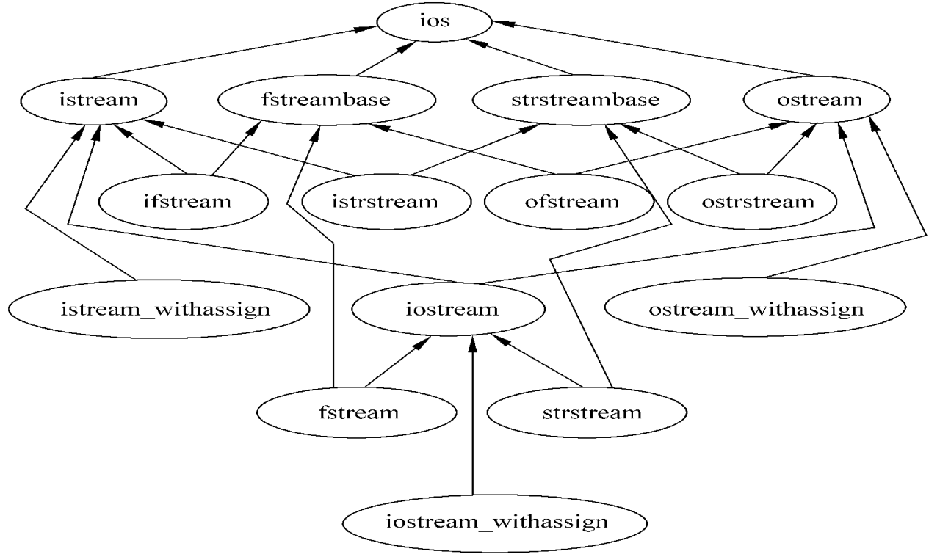 ios
istream
fstreambase
strstreambase
ostream
ifstream
istrstream
ofstream
ostrstream
istream_withassign
iostream
ostream_withassign
fstream
strstream
iostream_withassign